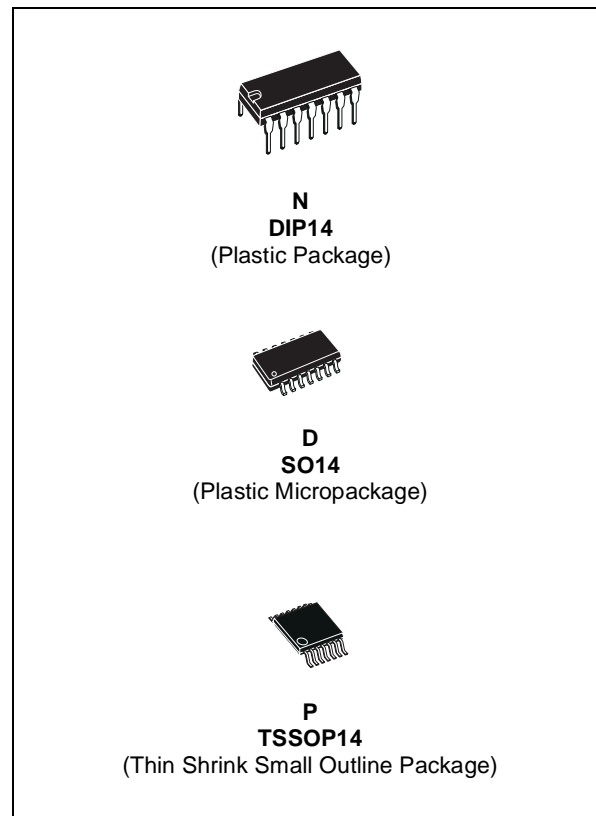 N
DIP14
(Plastic Package)
D
SO14
(Plastic Micropackage)
P
TSSOP14
(Thin Shrink Small Outline Package)